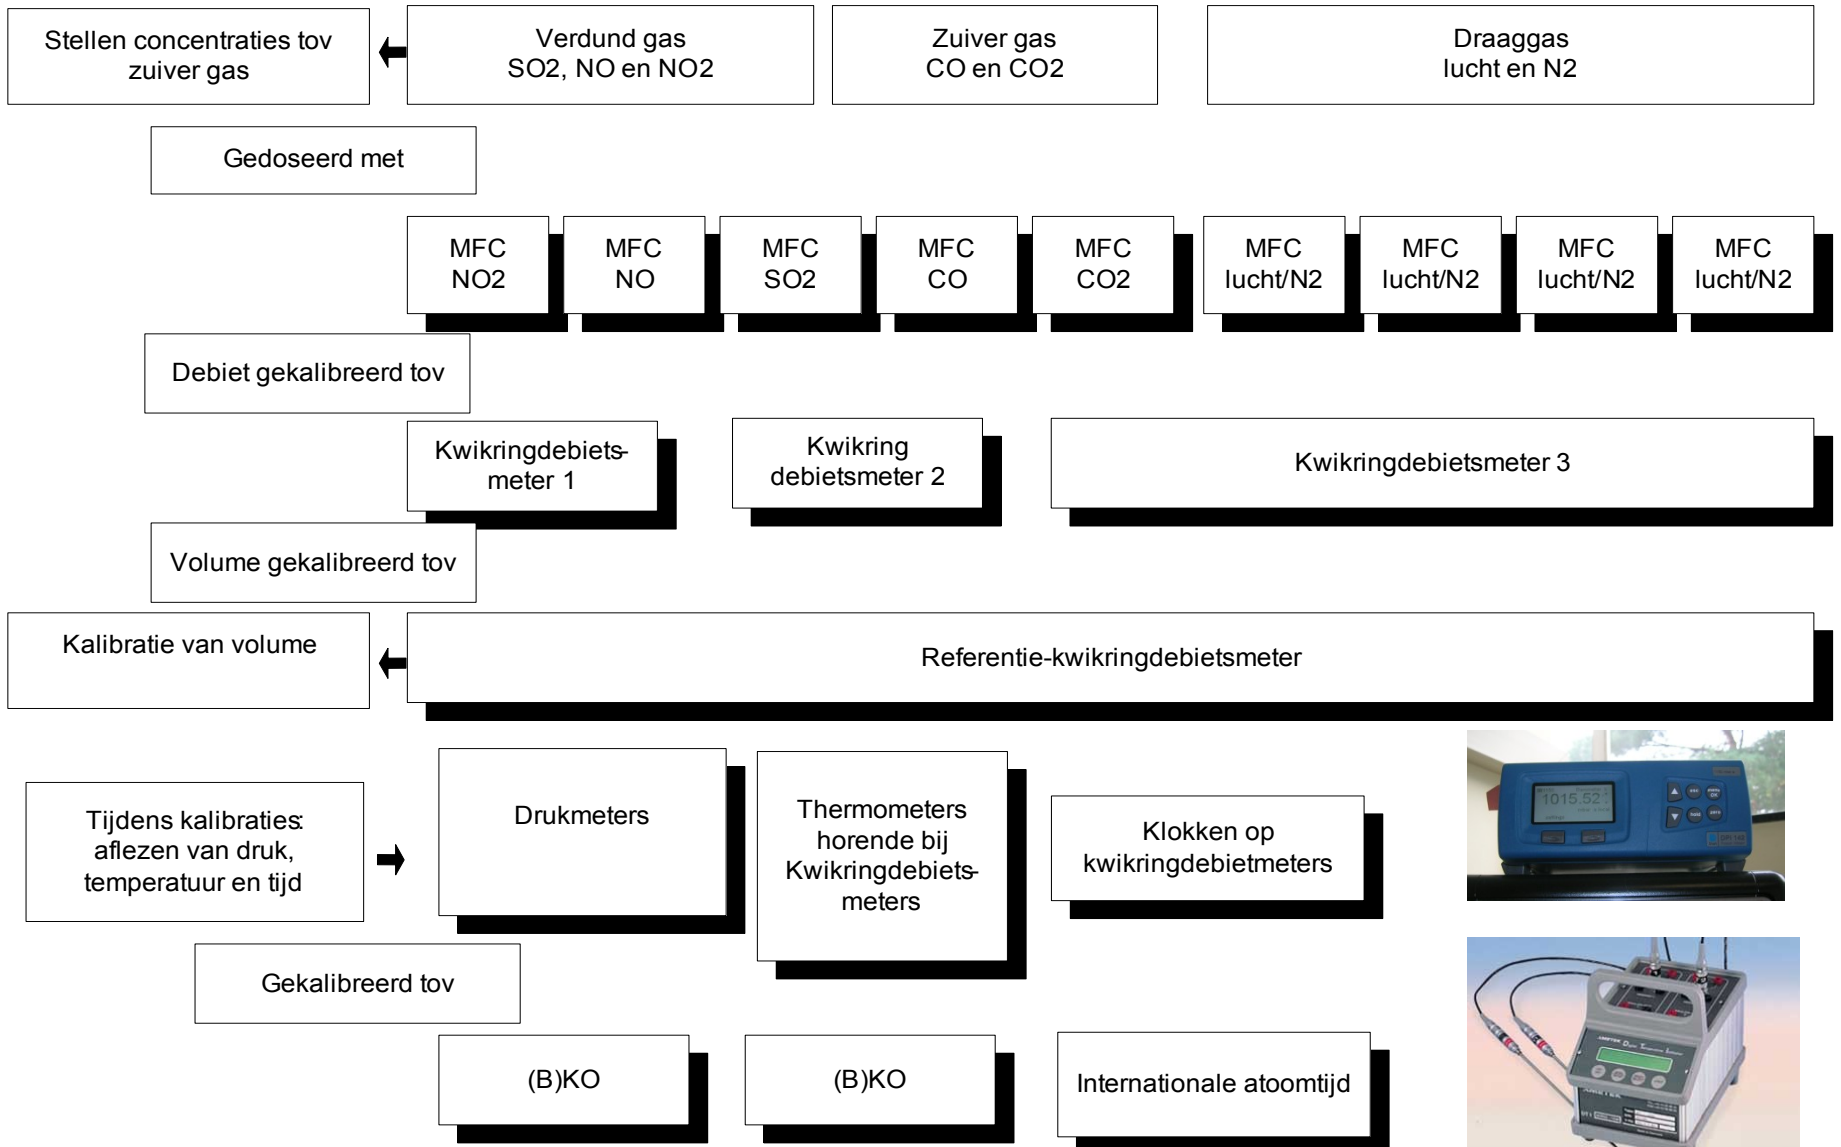 Stellen concentraties tov
zuiver gas
Verdund gas
SO2, NO en NO2
Zuiver gas
CO en CO2
Draaggas
lucht en N2
Gedoseerd met
MFC
NO2
MFC
NO
MFC
SO2
MFC
CO
MFC
CO2
MFC
lucht/N2
MFC
lucht/N2
MFC
lucht/N2
MFC
lucht/N2
Debiet gekalibreerd tov
Kwikringdebiets-
meter 1
Kwikring
debietsmeter 2
Kwikringdebietsmeter 3
Volume gekalibreerd tov
Kalibratie van volume
Referentie-kwikringdebietsmeter
Tijdens kalibraties:
aflezen van druk,
temperatuur en tijd
Drukmeters
Thermometers
horende bij
Kwikringdebiets-
meters
Klokken op
kwikringdebietmeters
1015.52
Gekalibreerd tov
(B)KO
(B)KO
Internationale atoomtijd
AMETEK
AMETEK